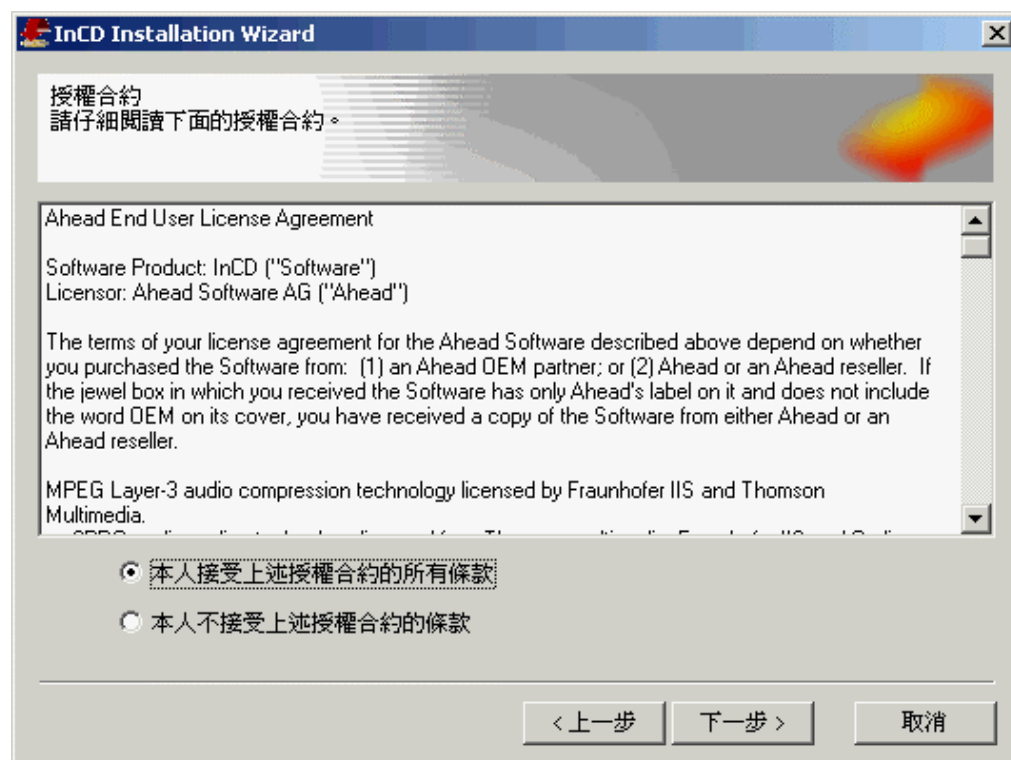 InCD Installation Wizard
授權合約
請仔細閱讀下面的授權合約。
Ahead End User License Agreement
Software Product: InCD ("Software")
Licensor: Ahead Software AG ("Ahead")
The terms of your license agreement for the Ahead Software described above depend on whether
you purchased the Software from:  (1) an Ahead OEM partner; or (2) Ahead or an Ahead reseller.  If
the jewel box in which you received the Software has only Ahead's label on it and does not include
the word OEM on its cover, you have received a copy of the Software from either Ahead or an
Ahead reseller.
MPEG Layer-3 audio compression technology licensed by Fraunhofer IIS and Thomson
Multimedia.
本人接受上述授權合約的所有條款
本人不接受上述授權合約的條款
<上一步
下一步>
取消